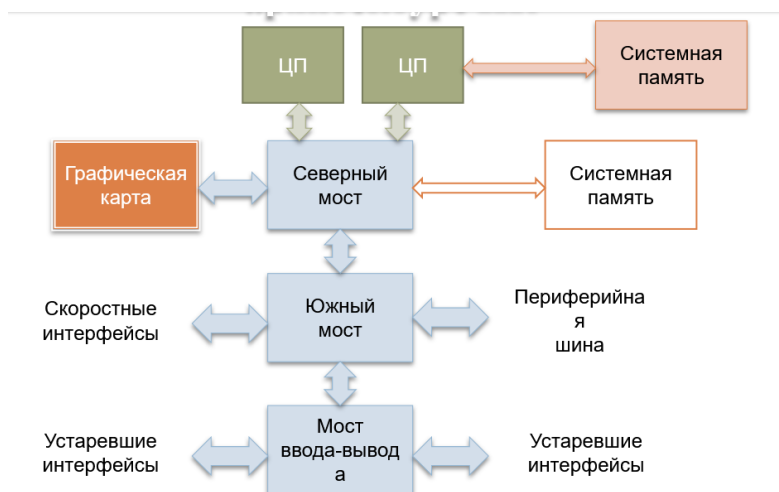 ЦП
ЦП
Системная
память
Графическая
карта
Северный
мост
Системная
память
Скоростные
интерфейсы
Южный
мост
Периферийна
я
шина
Устаревшие
интерфейсы
Мост
ввода-вывод
а
Устаревшие
интерфейсы